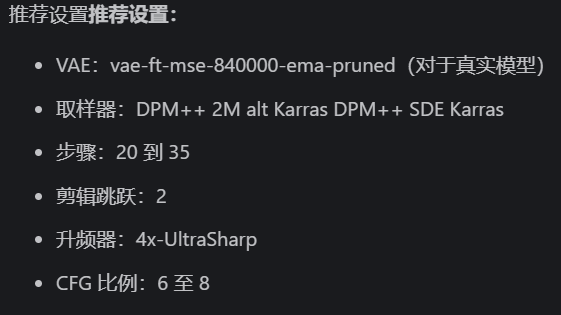 推荐设置推荐设置：
• VAE：vae-ft-mse-840000-ema-pruned（对于真实模型）
• 取样器：DPM++ 2M alt Karras DPM++ SDE Karras
• 步骤：20 到 35
• 剪辑跳跃：2
• 升频器：4x-UltraSharp
• CFG 比例：6 至 8